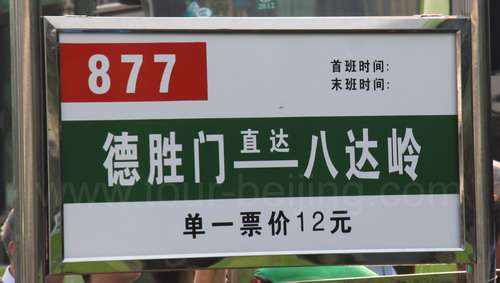 877
首班时间:
末班时间:
德胜门直达八达岭
www.tour-beijing.com
单一票价12元